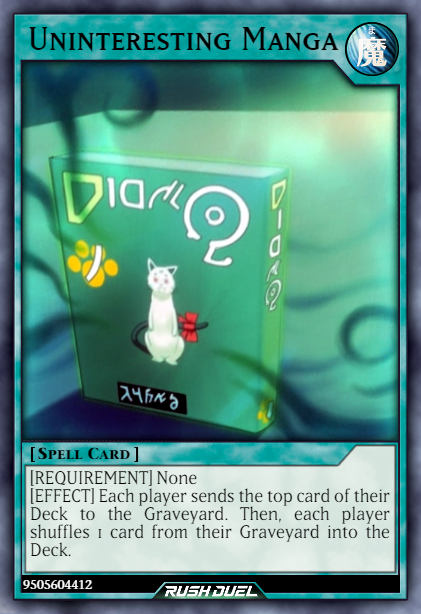 Uninteresting Manga
ま
魔
[Spell Card]
[REQUIREMENT] None
[EFFECT] Each player sends the top card of their
Deck to the Graveyard. Then, each player
shuffles 1 card from their Graveyard into the
Deck.
9505604412
RUSH DUEL